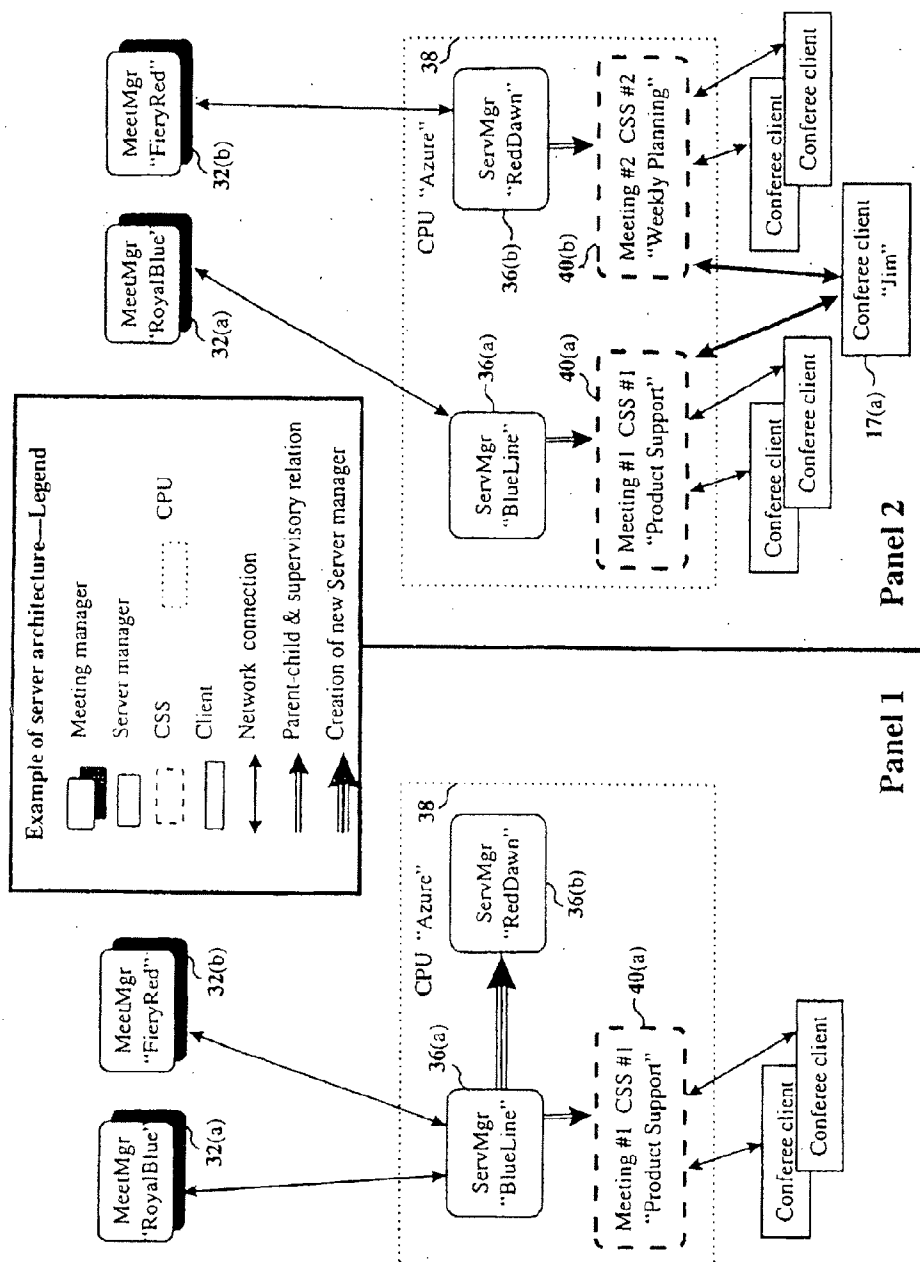 Example of server architecture—Legend
Meeting manager
Server manager
CSS
CPU
Client
Network connection
Parent-child & supervisory relation
Creation of new Server manager
MeetMgr
"RoyalBlue"
32(a)
MeetMgr
"FieryRed"
32(b)
38
CPU "Azure"
36(a)
ServMgr
"BlueLine"
ServMgr
"RedDawn"
36(b)
40(a)
Meeting #1 CSS #1
"Product Support"
Conferee client
Conferee client
Panel 1
MeetMgr
"RoyalBlue"
32(a)
MeetMgr
"FieryRed"
32(b)
38
CPU "Azure"
36(a)
ServMgr
"BlueLine"
ServMgr
"RedDawn"
36(b)
40(a)
Meeting #1 CSS #1
"Product Support"
40(b)
Meeting #2 CSS #2
"Weekly Planning"
Conferee client
Conferee client
Conferee client
Conferee client
17(a)
Conferee client
"Jim"
Panel 2